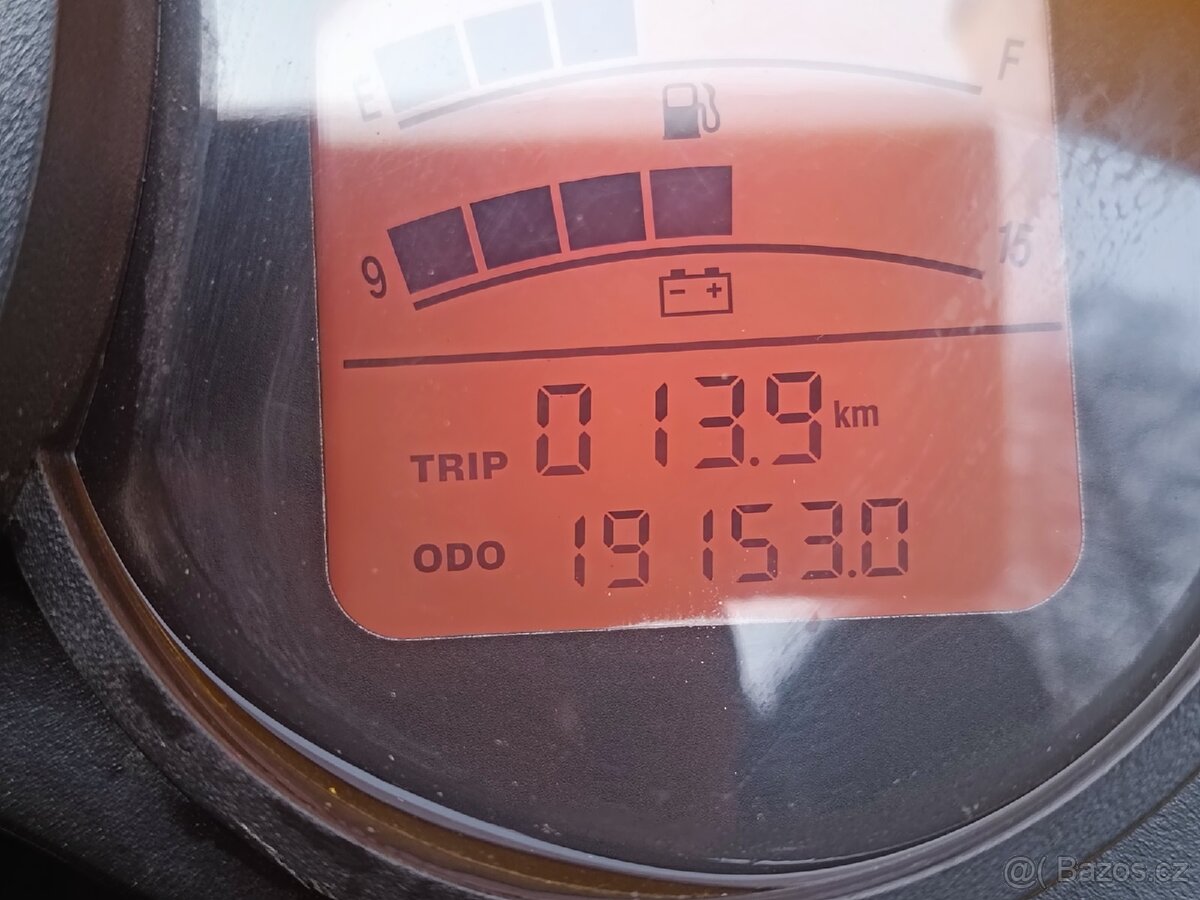 E F
9 15
- +
TRIP 013.9 km
ODO 19153.0
@( Bazos.cz